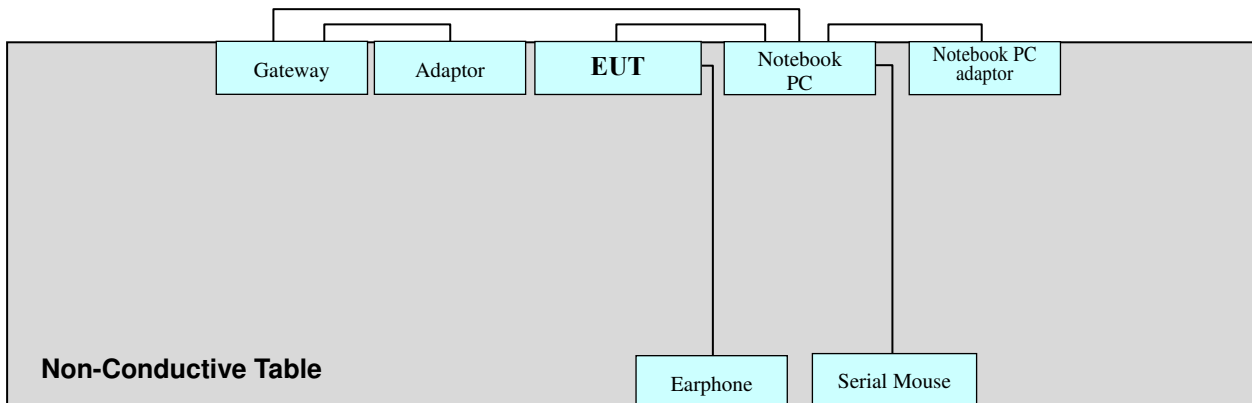 Gateway
Adaptor
EUT
Notebook
PC
Notebook PC
adaptor
Non-Conductive Table
Earphone
Serial Mouse